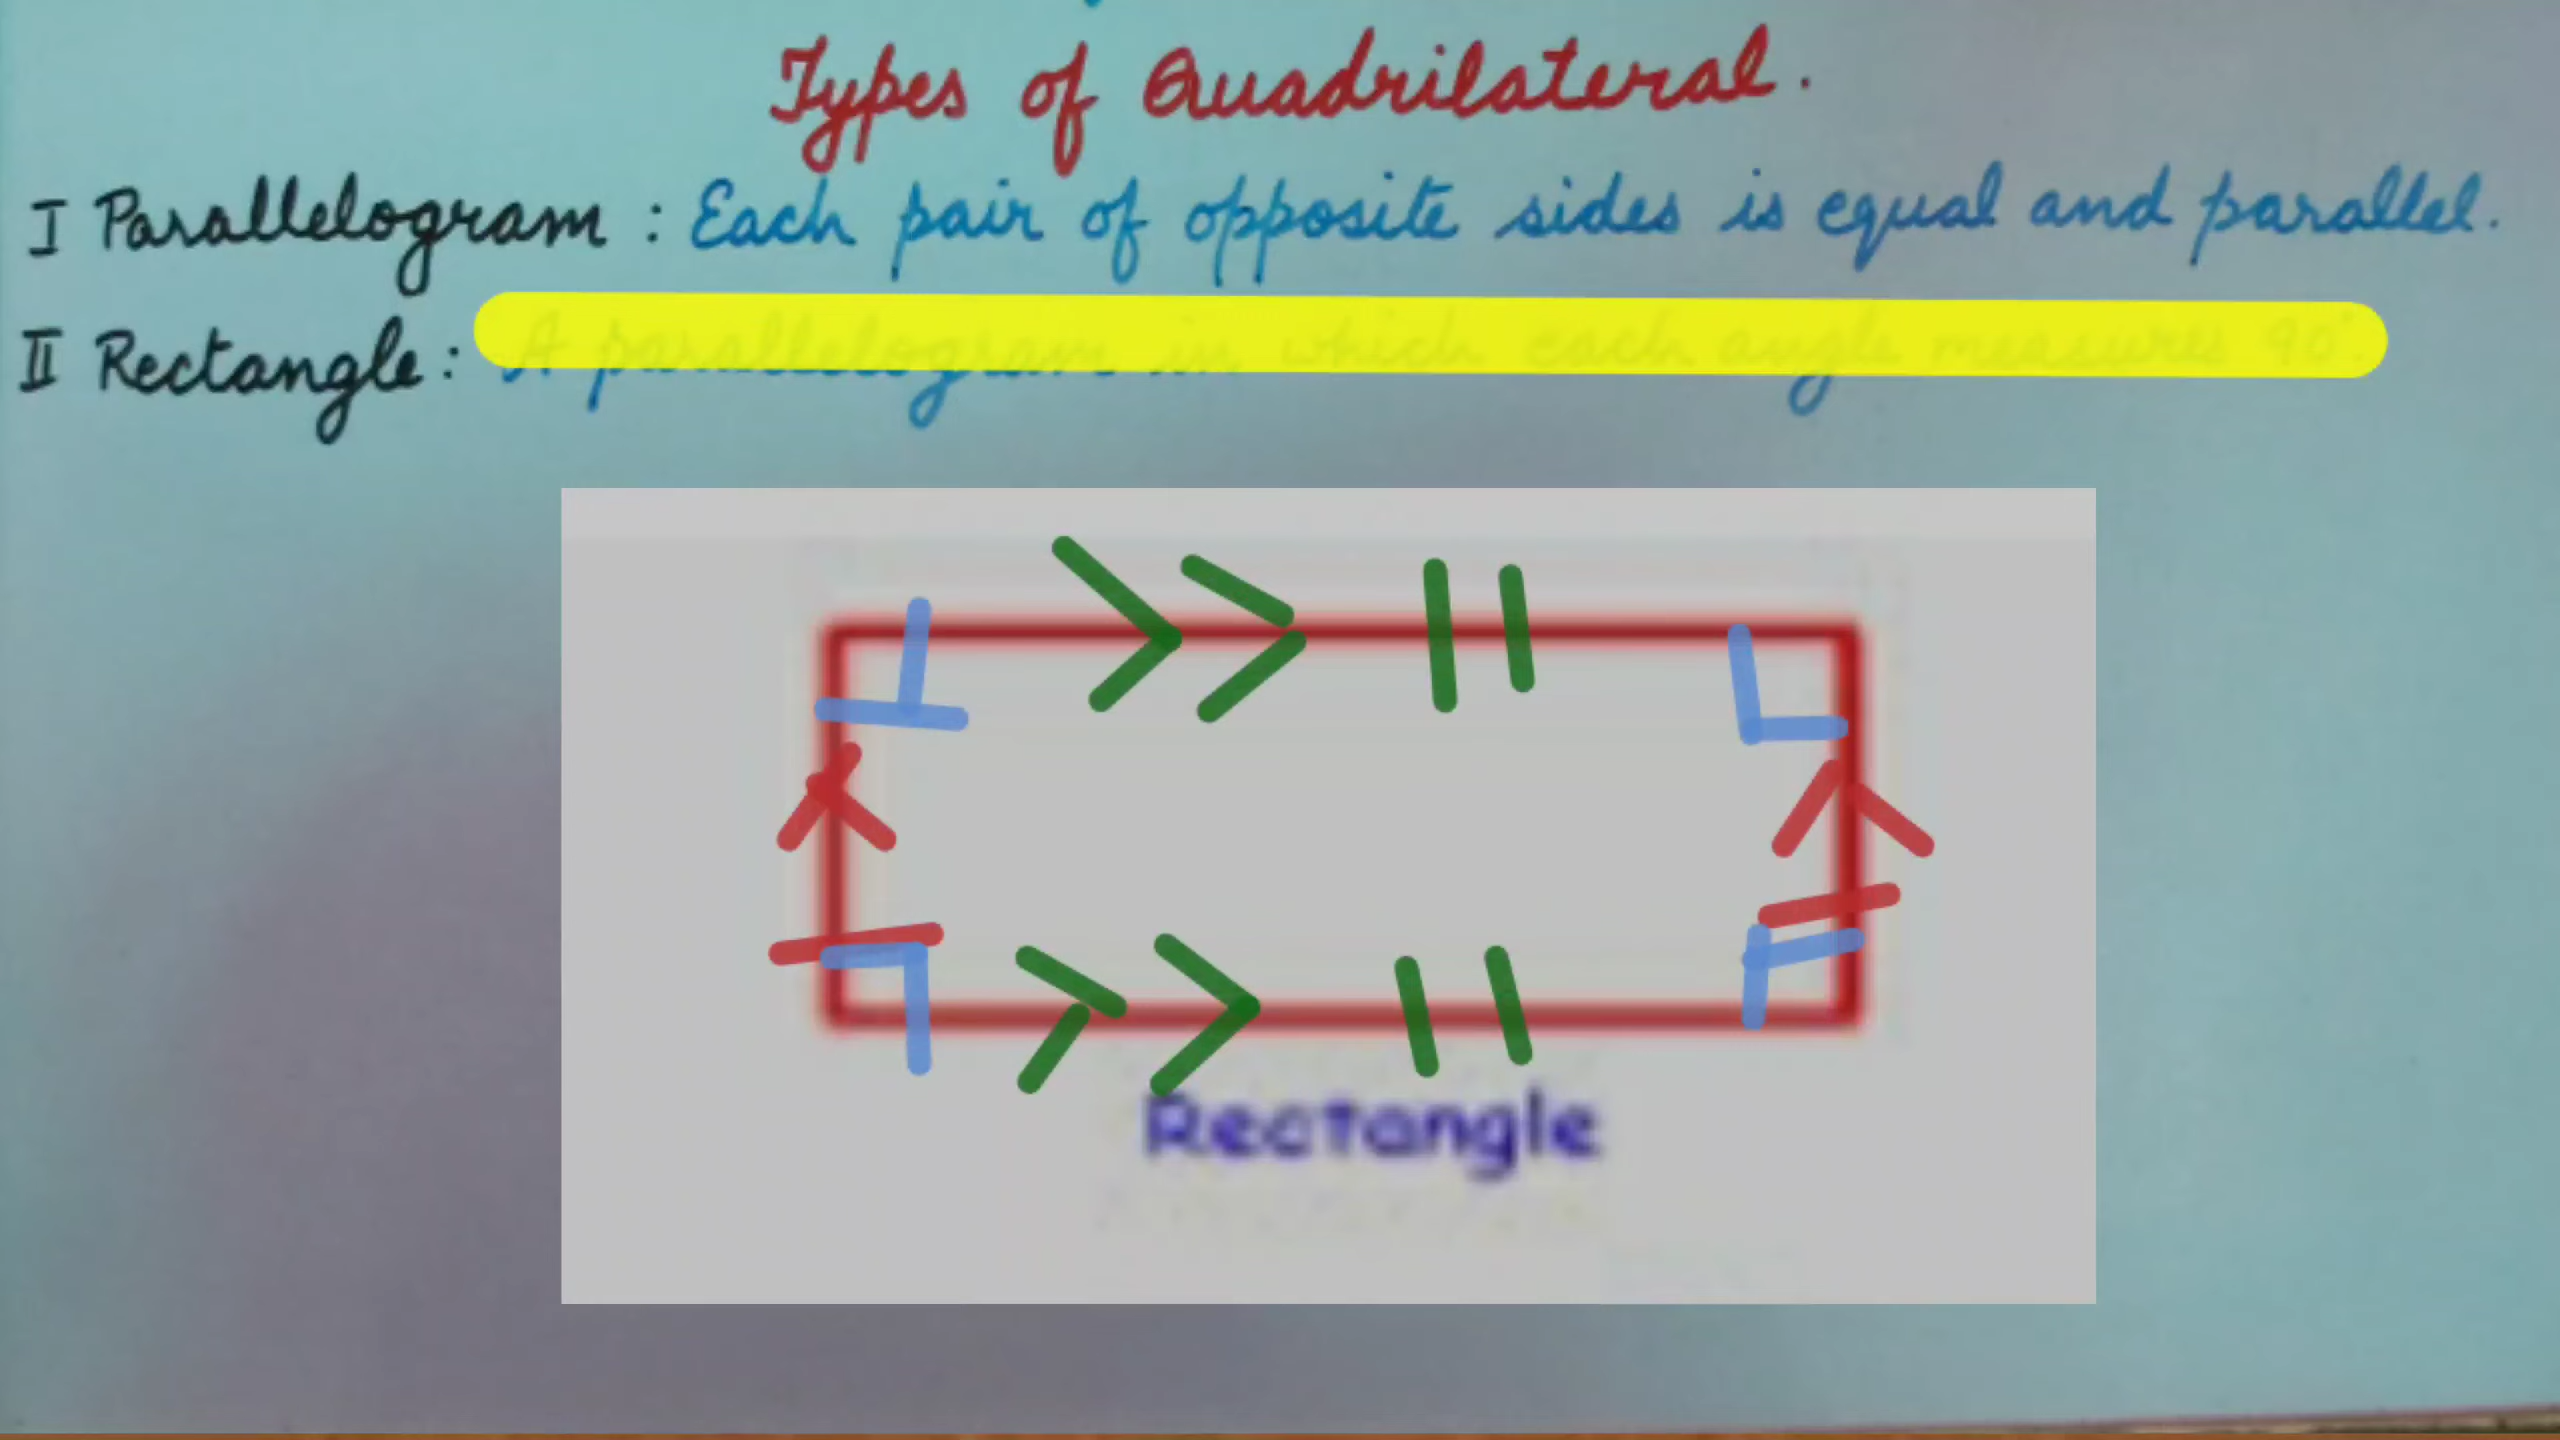 Types of Quadrilateral.
I Parallelogram : Each pair of opposite sides is equal and parallel.
II Rectangle : A parallelogram in which each angle measures 90°.
Rectangle